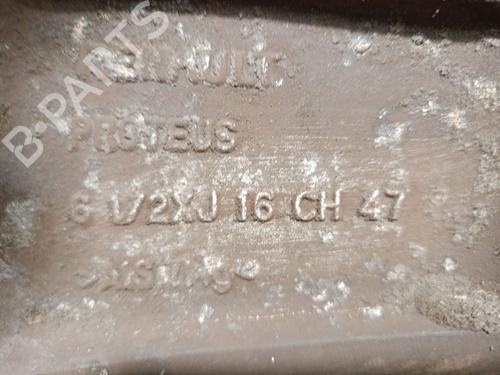 B-PARTS
RENAULT
PROTEUS
6 1/2XJ 16 CH 47